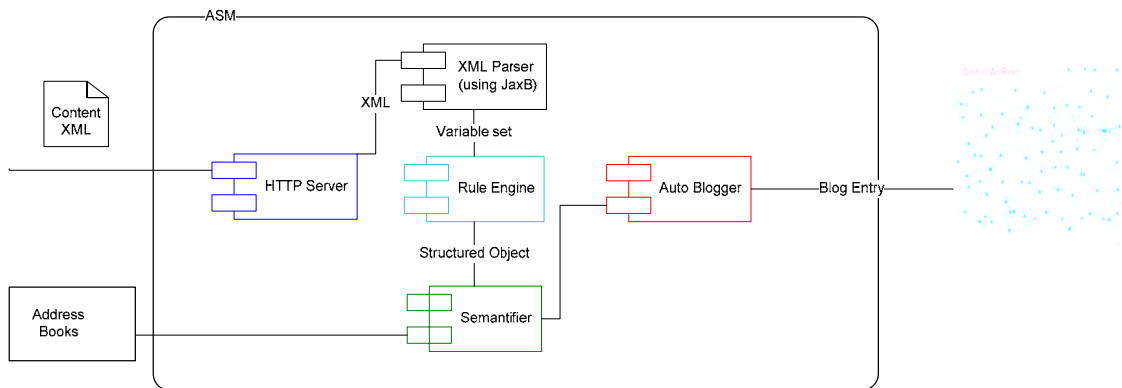 ASM
Content
XML
XML Parser
(using JaxB)
XML
Variable set
HTTP Server
Rule Engine
Auto Blogger
Blog Entry
Structured Object
Address
Books
Semantifier